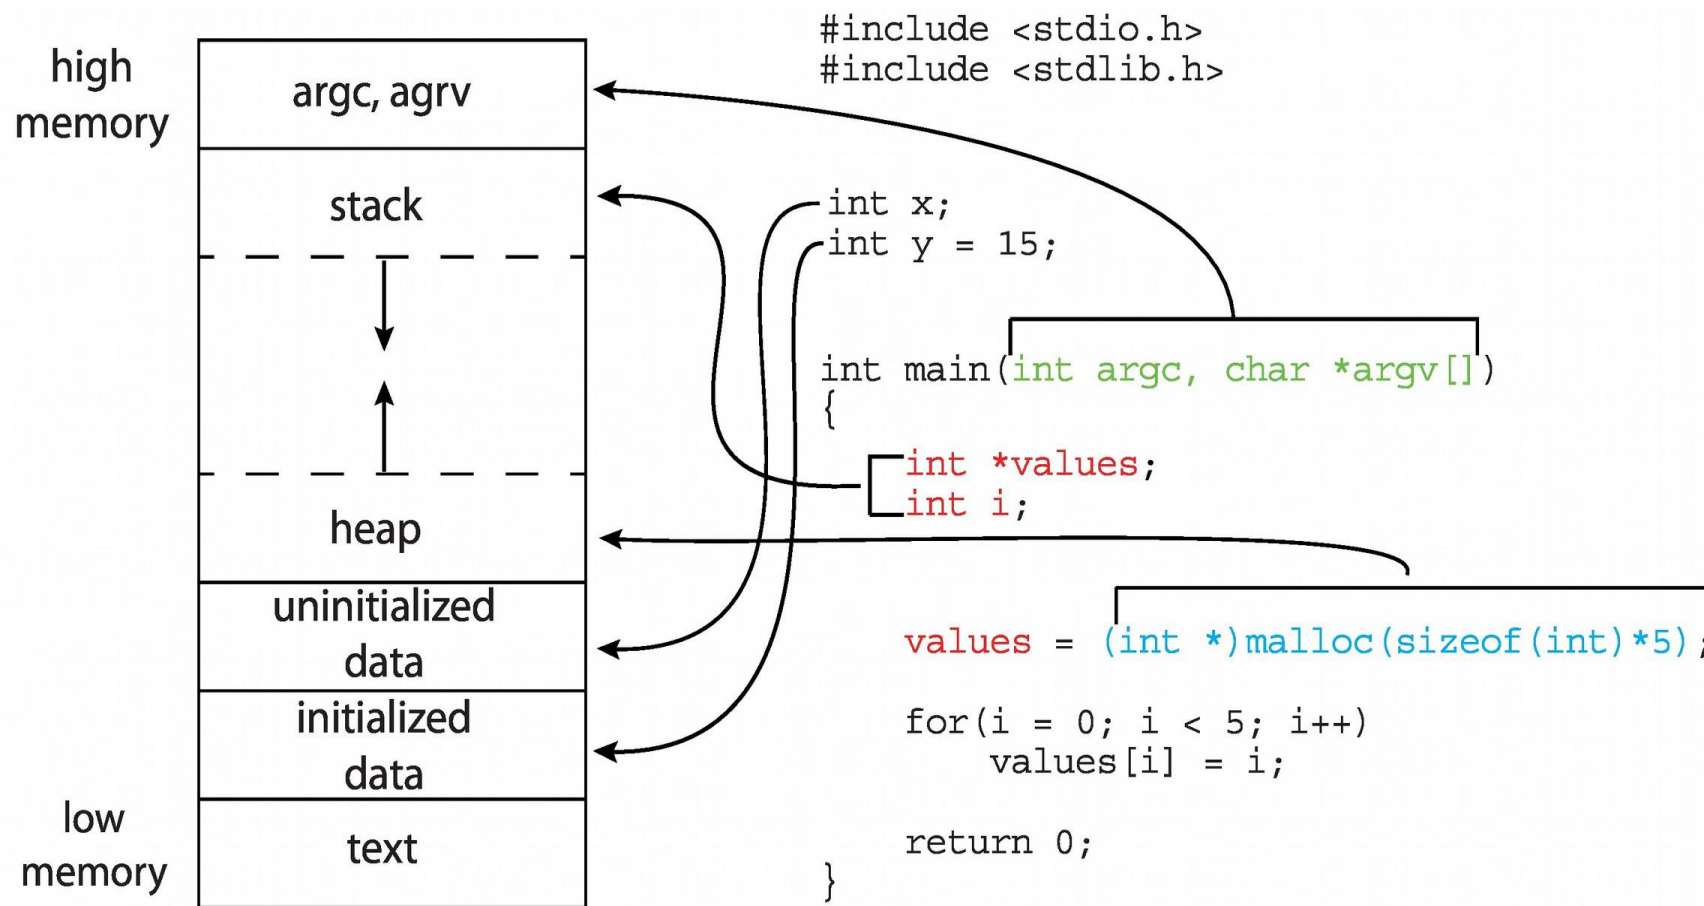 high
memory
argc, agrv
stack
heap
uninitialized
data
initialized
data
low
memory
text
#include <stdio.h>
#include <stdlib.h>
int x;
int y = 15;
int main(int argc, char *argv[])
{
int *values;
int i;
values = (int *)malloc(sizeof(int)*5);
for(i = 0; i < 5; i++)
values[i] = i;
return 0;
}